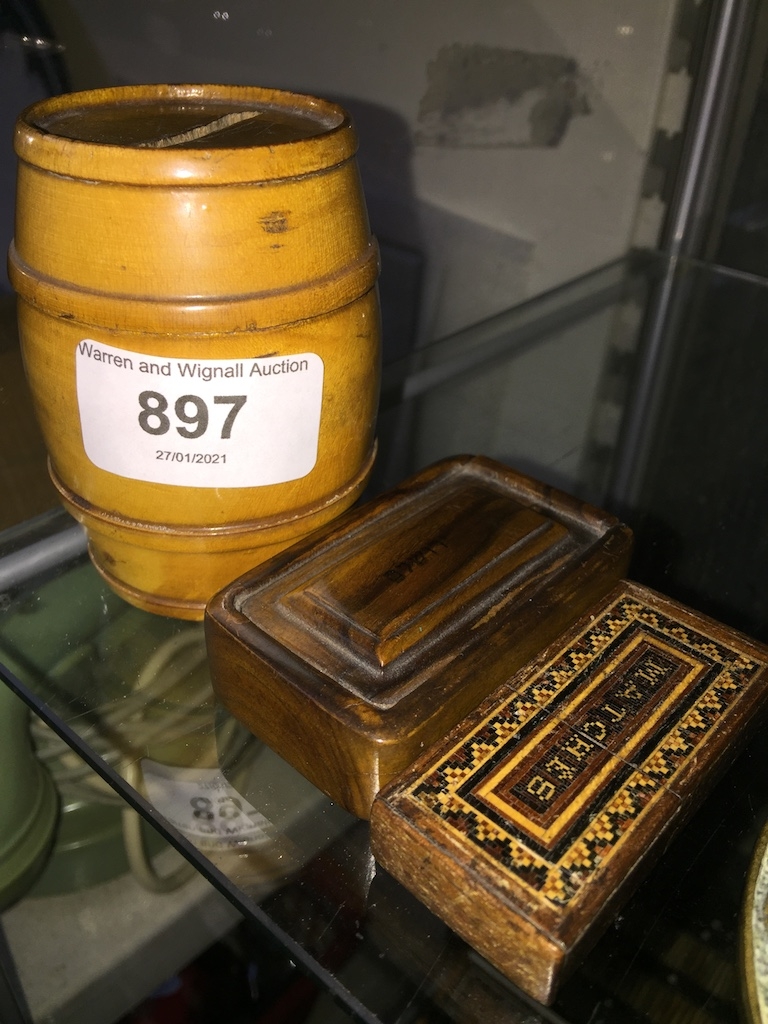 Warren and Wignall Auction
897
27/01/2021
MATCHES